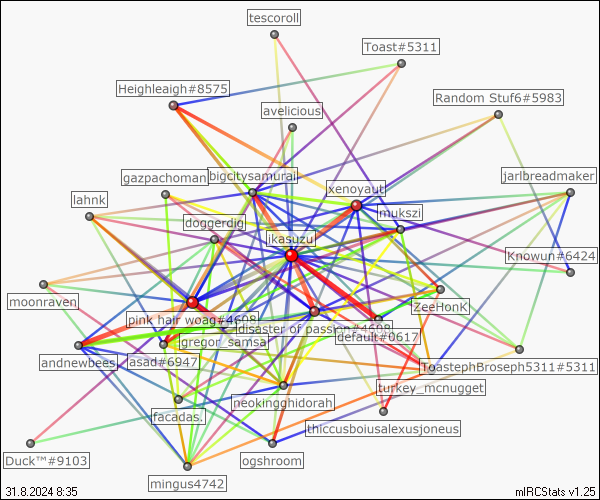 tescoroll
Toast#5311
Heighleaigh#8575
Random Stuf6#5983
avelicious
gazpachoman
bigcitysamurai
jarlbreadmaker
xenoyaut
lahnk
mukszi
doggerdig
jkasuzu
Knowun#6424
moonraven
ZeeHonK
pink hair woag#4608
disaster of passion#4698
default#0617
gregor_samsa
andnewbees
asad#6947
ToastephBroseph5311#5311
turkey_mcnugget
neokingghidorah
facadas.
thiccusboiusalexusjoneus
Duck™#9103
ogshroom
mingus4742
31.8.2024 8:35
mIRCStats v1.25